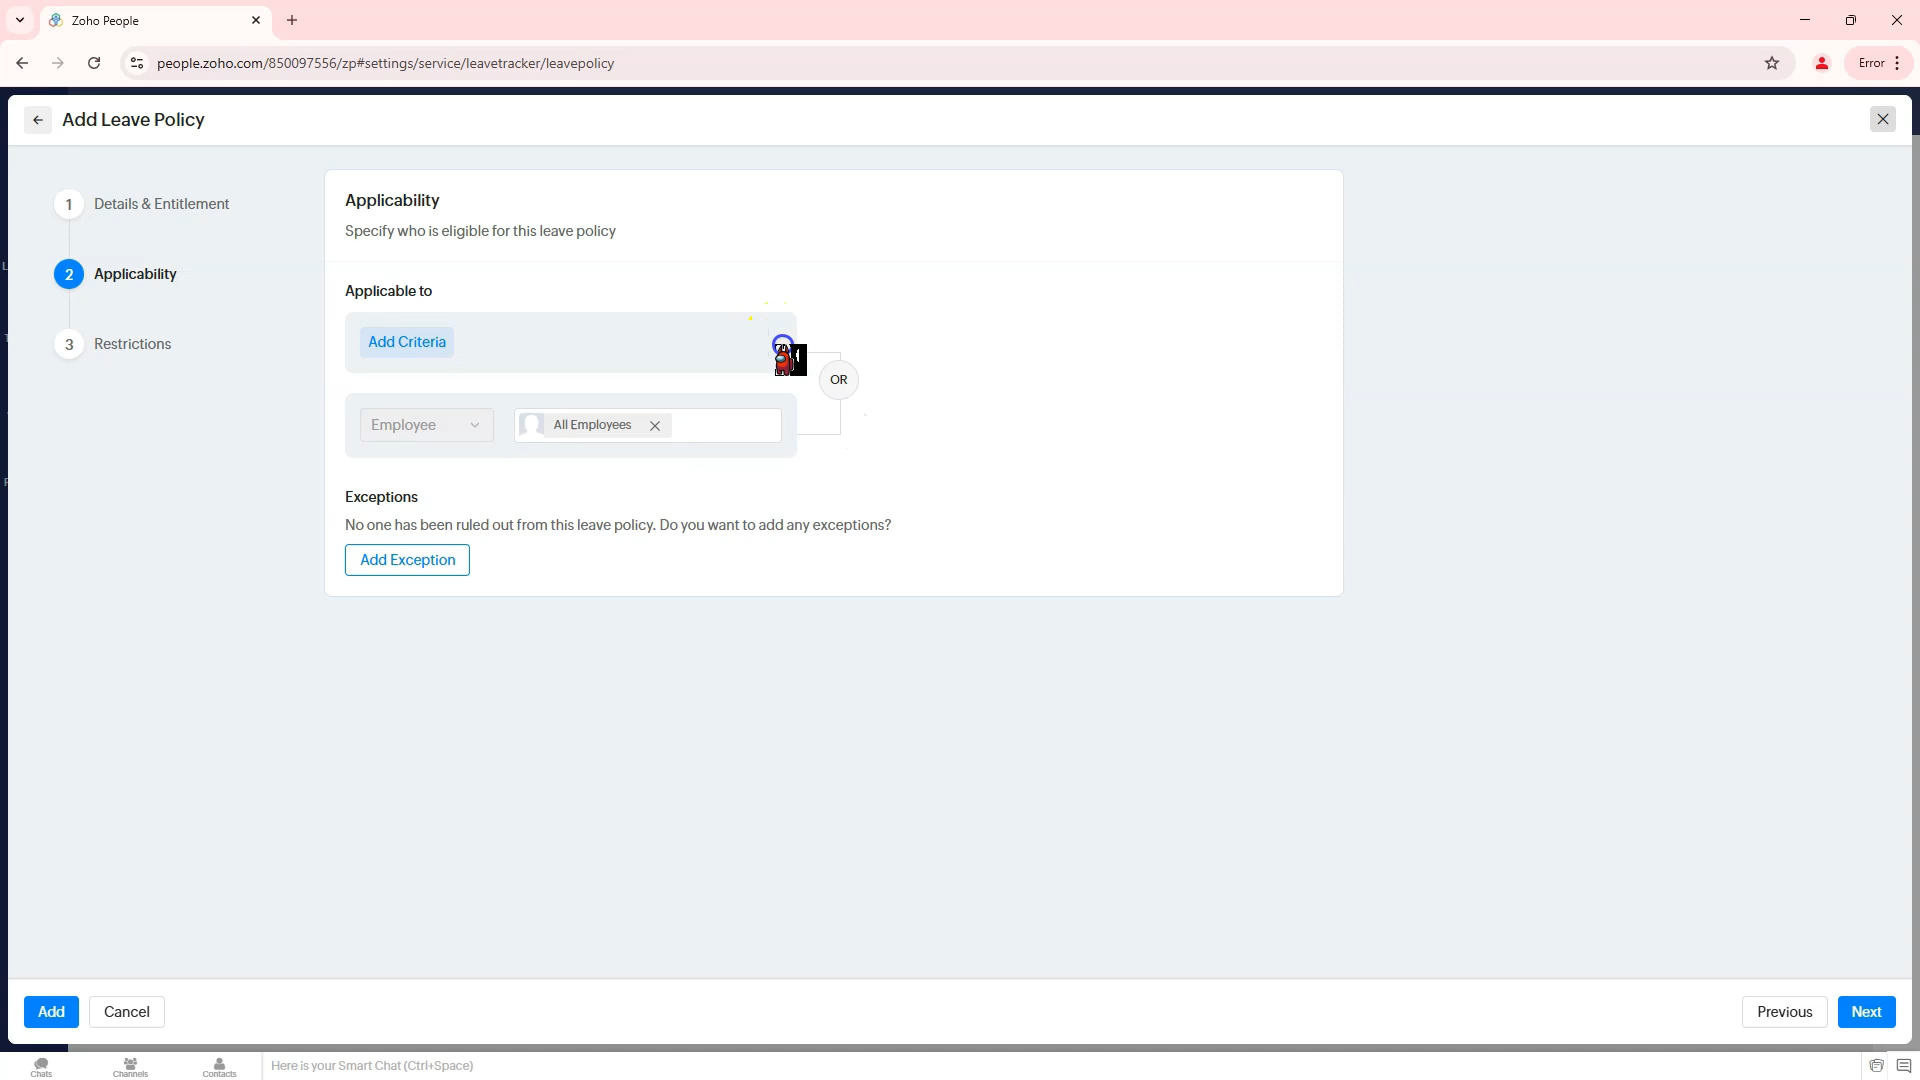 Zoho People
people.zoho.com/850097556/zp#settings/service/leavetracker/leavepolicy
Error
Add Leave Policy
1 Details & Entitlement
2 Applicability
3 Restrictions
Applicability
Specify who is eligible for this leave policy
Applicable to
Add Criteria
OR
Employee
All Employees
Exceptions
No one has been ruled out from this leave policy. Do you want to add any exceptions?
Add Exception
Add
Cancel
Previous
Next
Chats
Channels
Contacts
Here is your Smart Chat (Ctrl+Space)